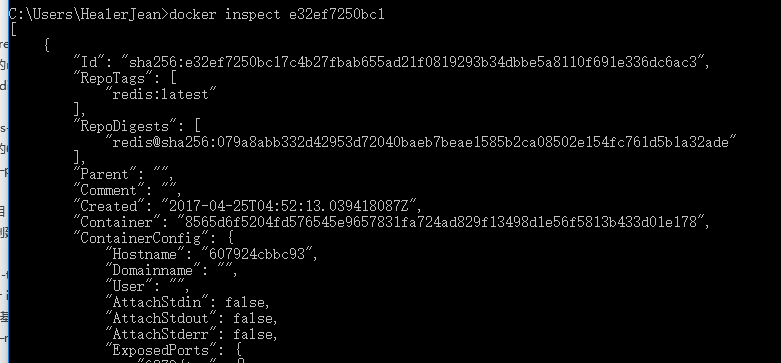 C:\Users\HealerJean>docker inspect e32ef7250bc1
[
    {
        "Id": "sha256:e32ef7250bc17c4b27fbab655ad21f0819293b34dbbe5a8110f691e336dc6ac3",
        "RepoTags": [
            "redis:latest"
        ],
        "RepoDigests": [
            "redis@sha256:079a8abb332d42953d72040baeb7beae1585b2ca08502e154fc761d5b1a32ade"
        ],
        "Parent": "",
        "Comment": "",
        "Created": "2017-04-25T04:52:13.039418087Z",
        "Container": "8565d6f5204fd576545e9657831fa724ad829f13498d1e56f5813b433d01e178",
        "ContainerConfig": {
            "Hostname": "607924cbbc93",
            "Domainname": "",
            "User": "",
            "AttachStdin": false,
            "AttachStdout": false,
            "AttachStderr": false,
            "ExposedPorts": {